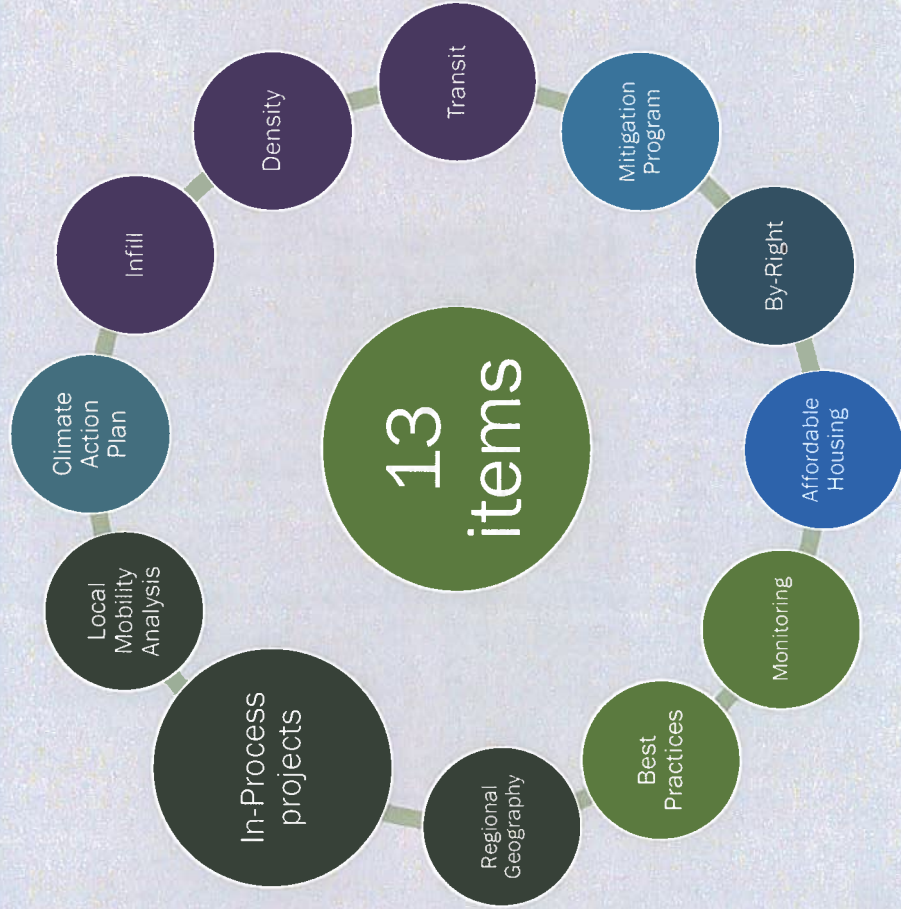 13
items
Climate
Action
Plan
Infill
Density
Transit
Mitigation
Program
By-Right
Affordable
Housing
Monitoring
Best
Practices
Regional
Geography
In-Process
projects
Local
Mobility
Analysis